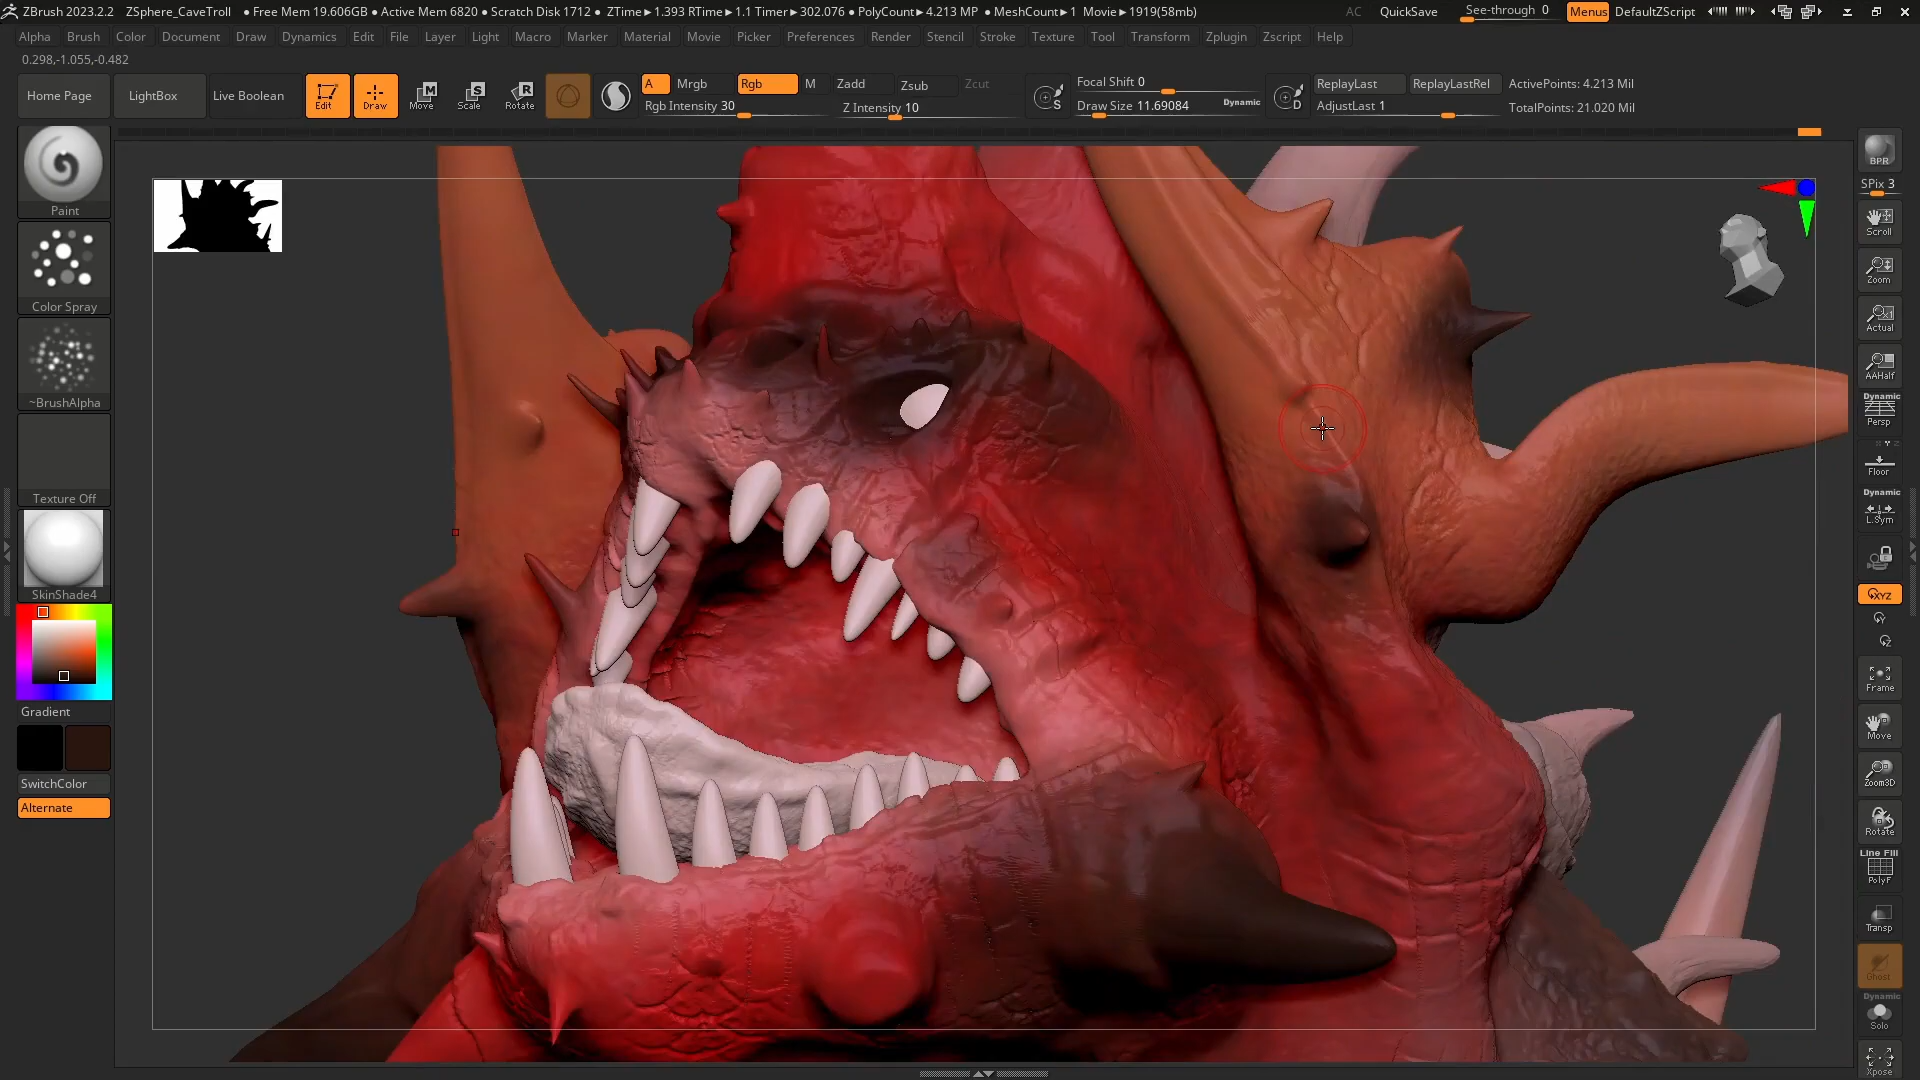 ZBrush 2023.2.2 ZSphere_CaveTroll ● Free Mem 19.606GB ● Active Mem 6820 ● Scratch Disk 1712 ● ZTime►1.393 RTime►1.1 Timer►302.076 ● PolyCount►4.213 MP ● MeshCount►1 Movie►1919(58mb) AC QuickSave See-through 0 Menus DefaultZScript
Alpha Brush Color Document Draw Dynamics Edit File Layer Light Macro Marker Material Movie Picker Preferences Render Stencil Stroke Texture Tool Transform Zplugin Zscript Help
0.298,-1.055,-0.482
Home Page LightBox Live Boolean Edit Draw Move Scale Rotate A Mrgb Rgb M Zadd Zsub Zcut
Rgb Intensity 30 Z Intensity 10
Focal Shift 0
Draw Size 11.69084 Dynamic
ReplayLast ReplayLastRel ActivePoints: 4.213 Mil
AdjustLast 1 TotalPoints: 21.020 Mil
M
S
R
S
D
Paint
Color Spray
~BrushAlpha
Texture Off
SkinShade4
Gradient
SwitchColor
Alternate
BPR
SPix 3
Scroll
Zoom
Actual
AAHalf
Dynamic
Persp
Floor
Dynamic
L.Sym
XYZ
Y
Z
Frame
Move
Zoom3D
Rotate
Line Fill
PolyF
Transp
Ghost
Dynamic
Solo
Xpose